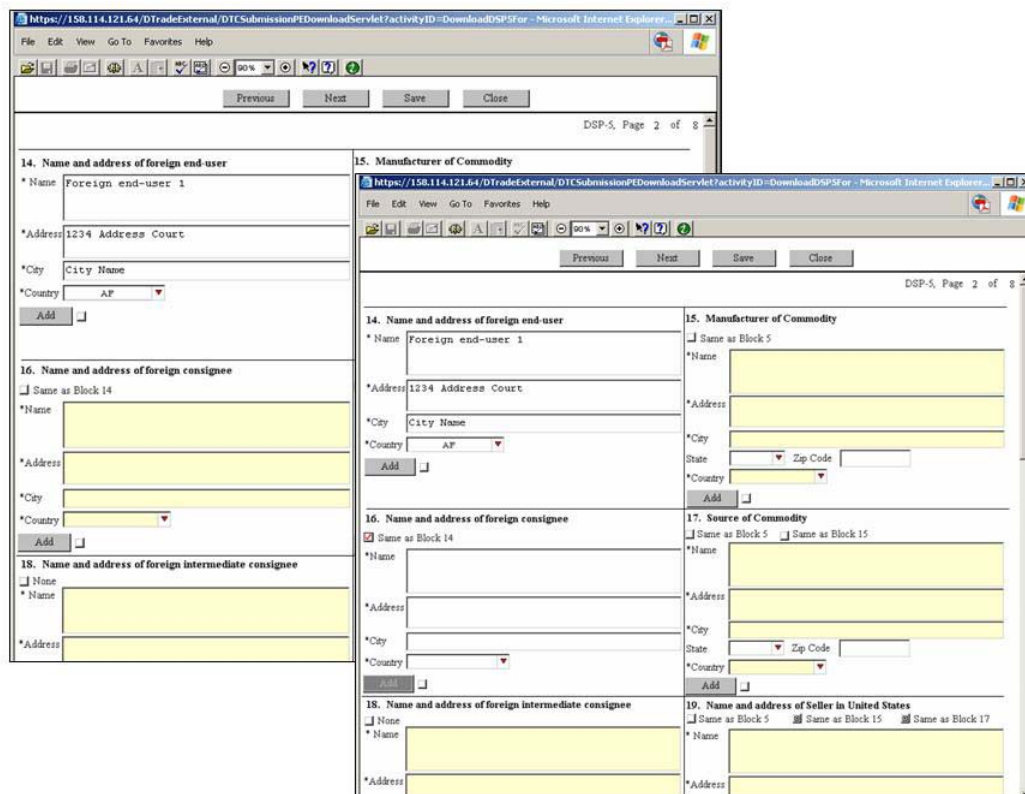 https://158.114.121.64/DTradeExternal/DTCSubmissionPEDownloadServlet?activityID=DownloadDSP5For - Microsoft Internet Explorer...
File Edit View Go To Favorites Help
90%
Previous Next Save Close
DSP-5, Page 2 of 8
14. Name and address of foreign end-user
15. Manufacturer of Commodity
* Name Foreign end-user 1
*Address 1234 Address Court
*City City Name
*Country AF
Add
16. Name and address of foreign consignee
Same as Block 14
*Name
*Address
*City
*Country
Add
18. Name and address of foreign intermediate consignee
None
* Name
*Address
https://158.114.121.64/DTradeExternal/DTCSubmissionPEDownloadServlet?activityID=DownloadDSP5For - Microsoft Internet Explorer...
File Edit View Go To Favorites Help
90%
Previous Next Save Close
DSP-5, Page 2 of 8
14. Name and address of foreign end-user
* Name Foreign end-user 1
*Address 1234 Address Court
*City City Name
*Country AF
Add
15. Manufacturer of Commodity
Same as Block 5
*Name
*Address
*City
State Zip Code
*Country
Add
16. Name and address of foreign consignee
Same as Block 14
*Name
*Address
*City
*Country
Add
17. Source of Commodity
Same as Block 5 Same as Block 15
*Name
*Address
*City
State Zip Code
*Country
Add
18. Name and address of foreign intermediate consignee
None
* Name
*Address
19. Name and address of Seller in United States
Same as Block 5 Same as Block 15 Same as Block 17
* Name
*Address